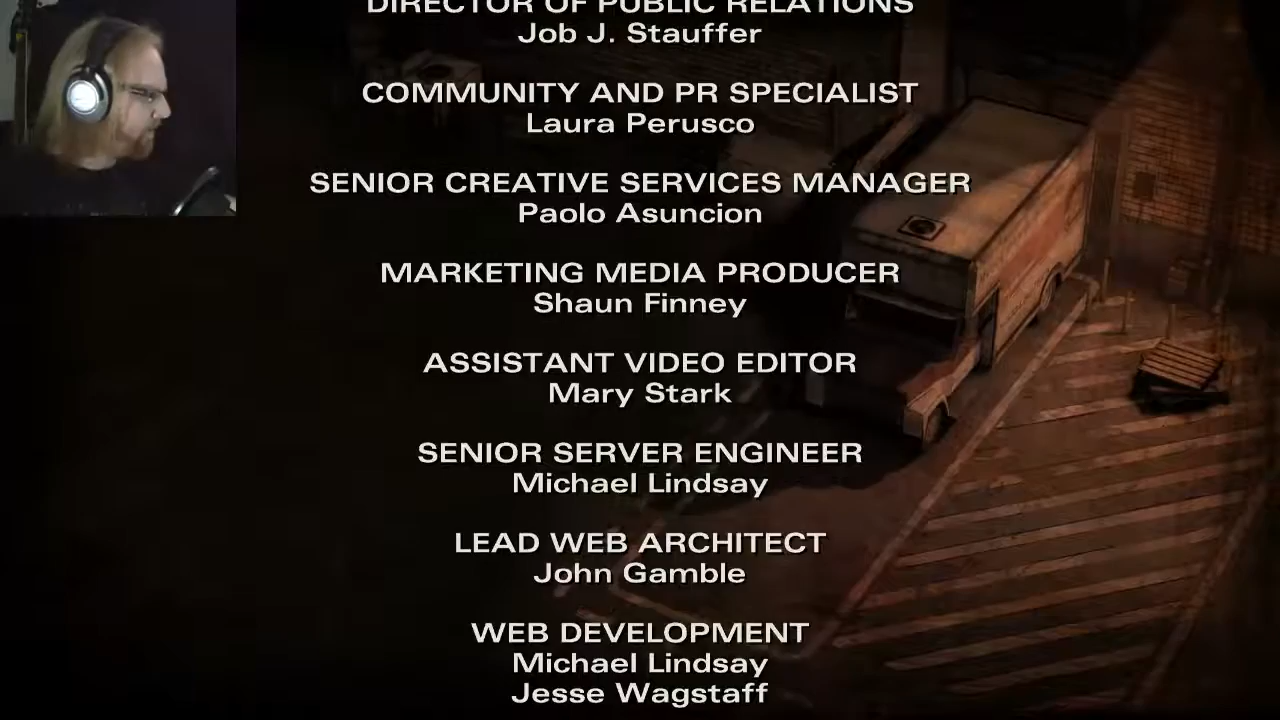 DIRECTOR OF PUBLIC RELATIONS
Job J. Stauffer
COMMUNITY AND PR SPECIALIST
Laura Perusco
SENIOR CREATIVE SERVICES MANAGER
Paolo Asuncion
MARKETING MEDIA PRODUCER
Shaun Finney
ASSISTANT VIDEO EDITOR
Mary Stark
SENIOR SERVER ENGINEER
Michael Lindsay
LEAD WEB ARCHITECT
John Gamble
WEB DEVELOPMENT
Michael Lindsay
Jesse Wagstaff